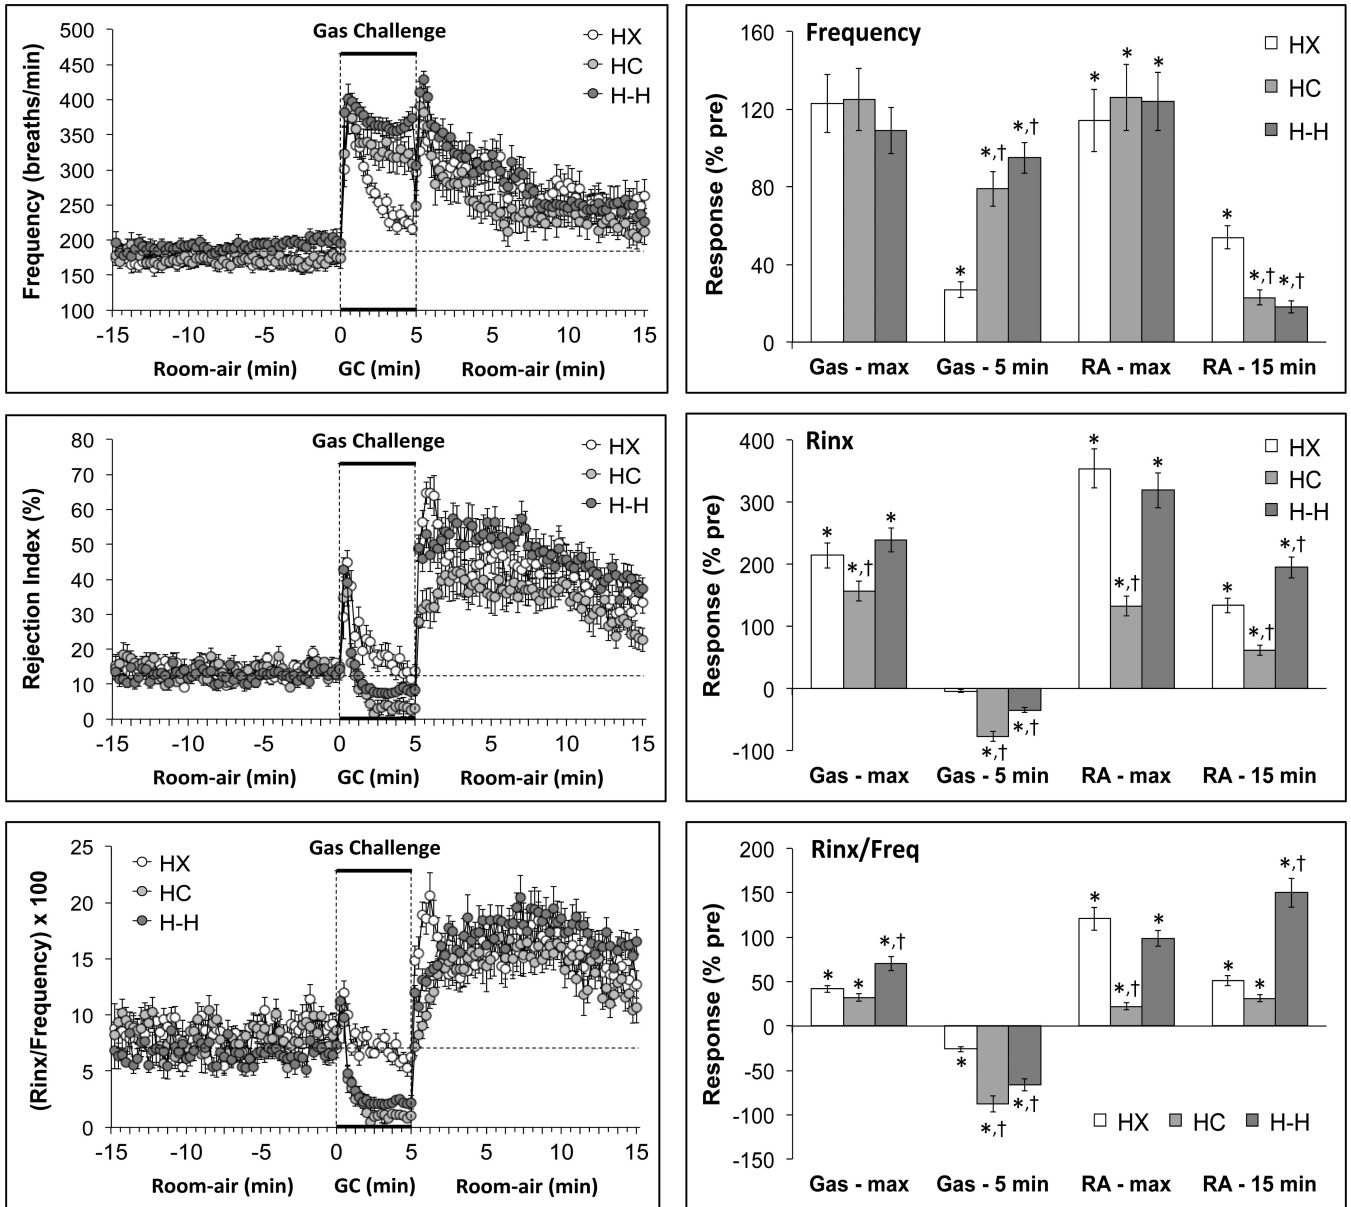 Gas Challenge
HX
HC
H-H
Frequency (breaths/min)
500
450
400
350
300
250
200
150
100
-15 -10 -5 0 5 5 10 15
Room-air (min) GC (min) Room-air (min)
Frequency
HX
HC
H-H
Response (% pre)
160
120
80
40
0
* * *
*,† *,†
*
*
*,† *,†
Gas - max Gas - 5 min RA - max RA - 15 min
Gas Challenge
HX
HC
H-H
Rejection Index (%)
80
70
60
50
40
30
20
10
0
-15 -10 -5 0 5 5 10 15
Room-air (min) GC (min) Room-air (min)
Rinx
HX
HC
H-H
Response (% pre)
400
300
200
100
0
-100
* *,† *
*,† *,†
* *,† *
* *,† *,†
Gas - max Gas - 5 min RA - max RA - 15 min
Gas Challenge
HX
HC
H-H
(Rinx/Frequency) x 100
25
20
15
10
5
0
-15 -10 -5 0 5 5 10 15
Room-air (min) GC (min) Room-air (min)
Rinx/Freq
Response (% pre)
200
150
100
50
0
-50
-100
-150
* * *,†
* *,† *,†
* *,† *
* * *,†
HX HC H-H
Gas - max Gas - 5 min RA - max RA - 15 min